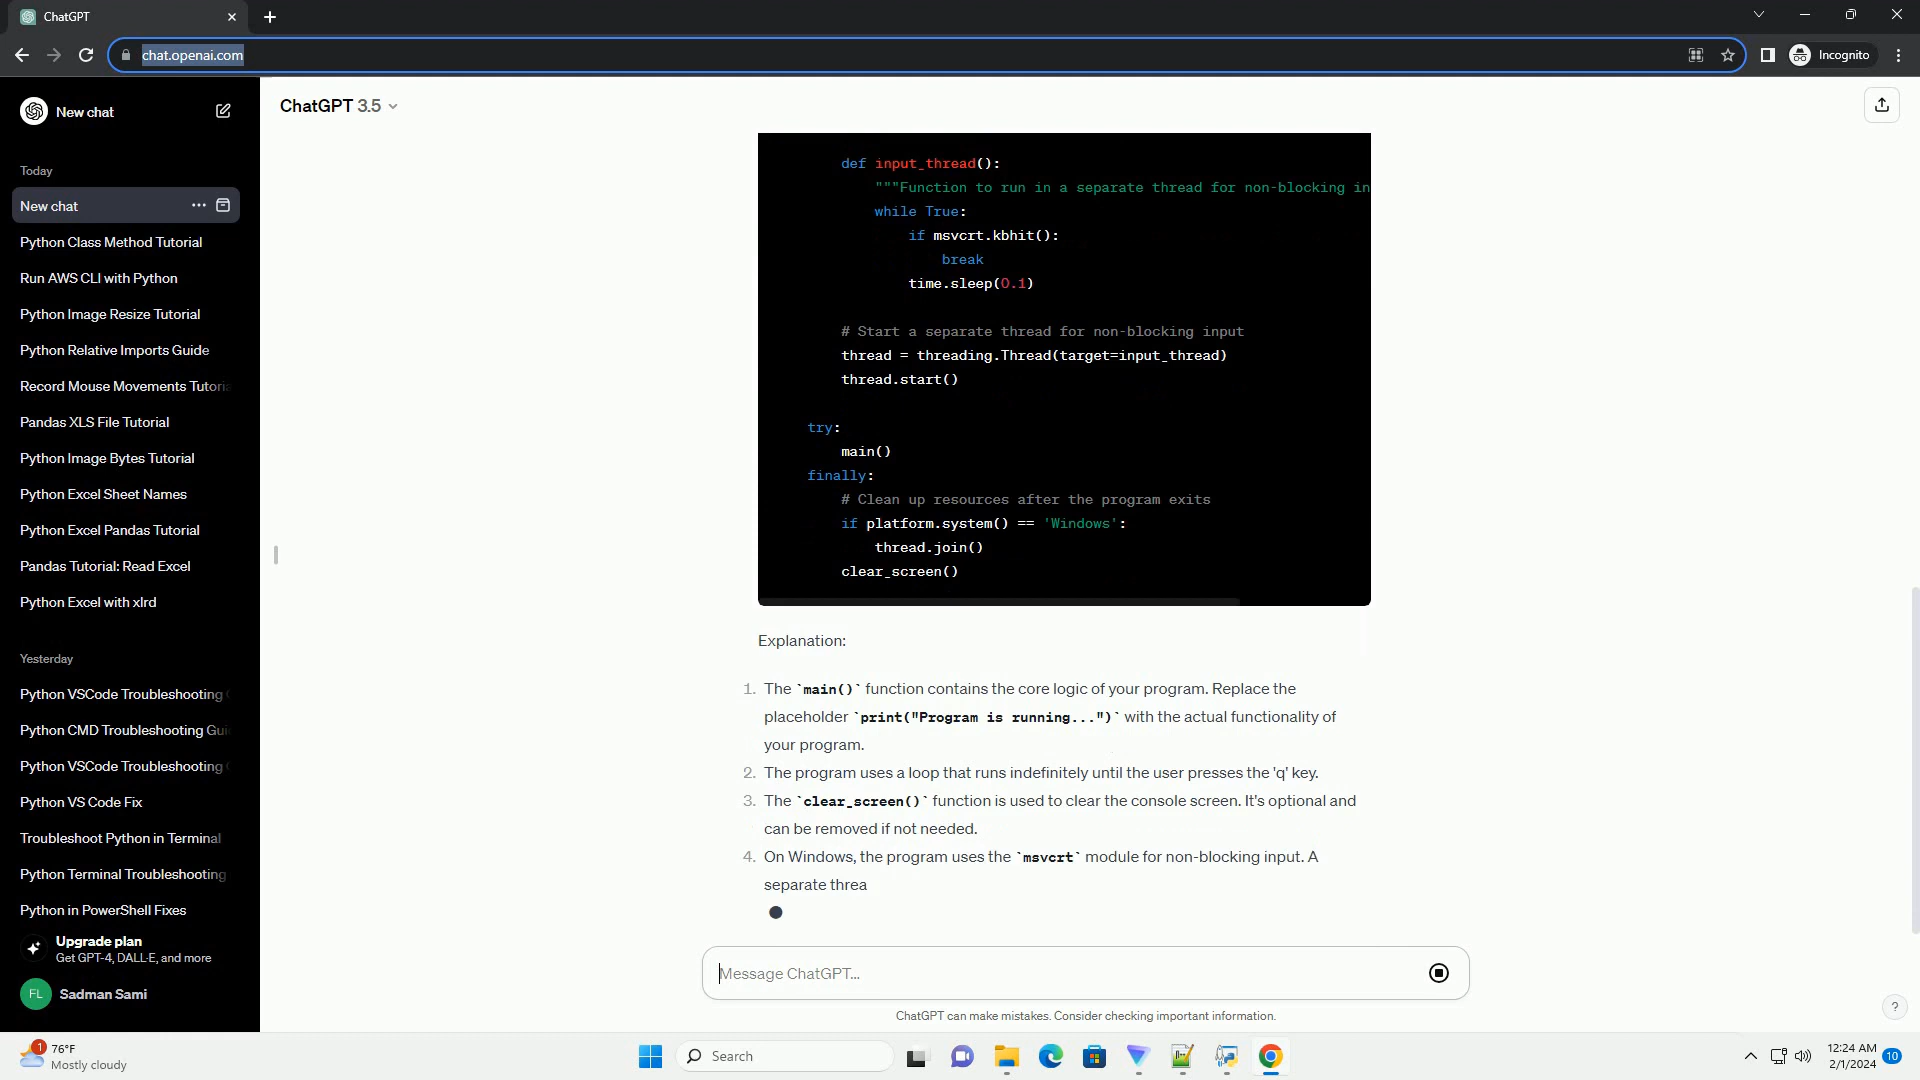 ChatGPT
chat.openai.com
Incognito
New chat
ChatGPT 3.5
Today
New chat
Python Class Method Tutorial
Run AWS CLI with Python
Python Image Resize Tutorial
Python Relative Imports Guide
Record Mouse Movements Tutoria
Pandas XLS File Tutorial
Python Image Bytes Tutorial
Python Excel Sheet Names
Python Excel Pandas Tutorial
Pandas Tutorial: Read Excel
Python Excel with xlrd
Yesterday
Python VSCode Troubleshooting
Python CMD Troubleshooting Gui
Python VSCode Troubleshooting
Python VS Code Fix
Troubleshoot Python in Terminal
Python Terminal Troubleshooting
Python in PowerShell Fixes
Upgrade plan
Get GPT-4, DALL·E, and more
FL
Sadman Sami
def input_thread():
"""Function to run in a separate thread for non-blocking in
while True:
if msvcrt.kbhit():
break
time.sleep(0.1)
# Start a separate thread for non-blocking input
thread = threading.Thread(target=input_thread)
thread.start()
try:
main()
finally:
# Clean up resources after the program exits
if platform.system() == 'Windows':
thread.join()
clear_screen()
Explanation:
1. The `main()` function contains the core logic of your program. Replace the
placeholder `print("Program is running...")` with the actual functionality of
your program.
2. The program uses a loop that runs indefinitely until the user presses the 'q' key.
3. The `clear_screen()` function is used to clear the console screen. It's optional and
can be removed if not needed.
4. On Windows, the program uses the `msvcrt` module for non-blocking input. A
separate threa
Message ChatGPT...
ChatGPT can make mistakes. Consider checking important information.
?
1
76°F
Mostly cloudy
Search
12:24 AM
2/1/2024
10